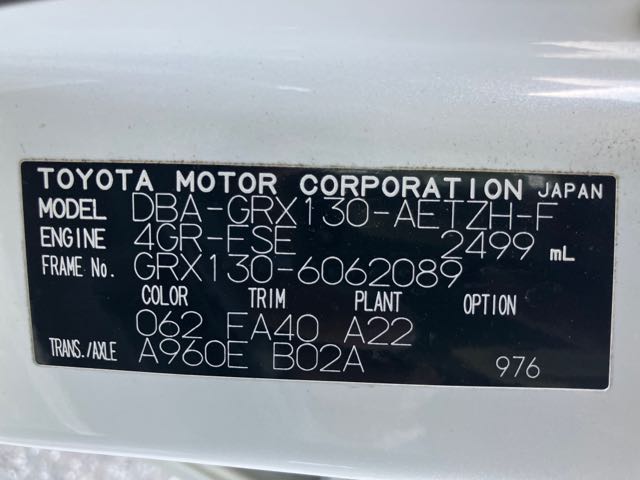 TOYOTA MOTOR CORPORATION JAPAN
MODEL DBA-GRX130-AETZH-F
ENGINE 4GR-FSE 2499 mL
FRAME No. GRX130-6062089
COLOR TRIM PLANT OPTION
062 FA40 A22
TRANS./AXLE A960E B02A 976